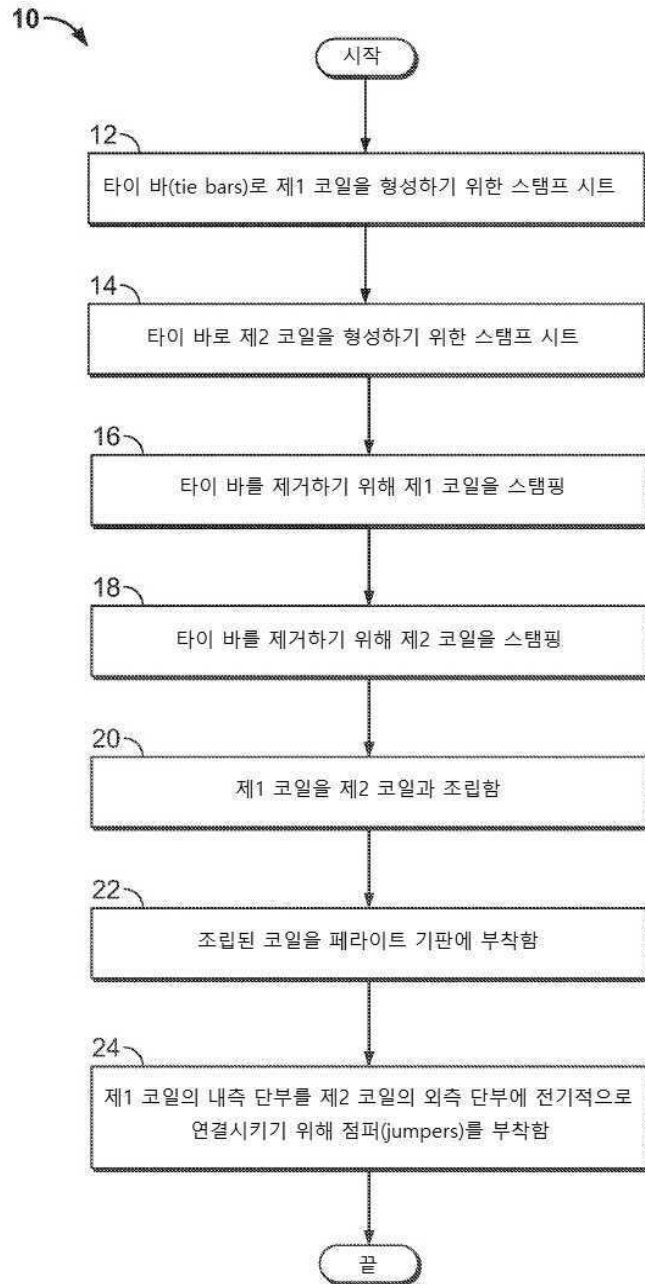 10
시작
12
타이 바(tie bars)로 제1 코일을 형성하기 위한 스탬프 시트
14
타이 바로 제2 코일을 형성하기 위한 스탬프 시트
16
타이 바를 제거하기 위해 제1 코일을 스탬핑
18
타이 바를 제거하기 위해 제2 코일을 스탬핑
20
제1 코일을 제2 코일과 조립함
22
조립된 코일을 페라이트 기판에 부착함
24
제1 코일의 내측 단부를 제2 코일의 외측 단부에 전기적으로
연결시키기 위해 점퍼(jumpers)를 부착함
끝